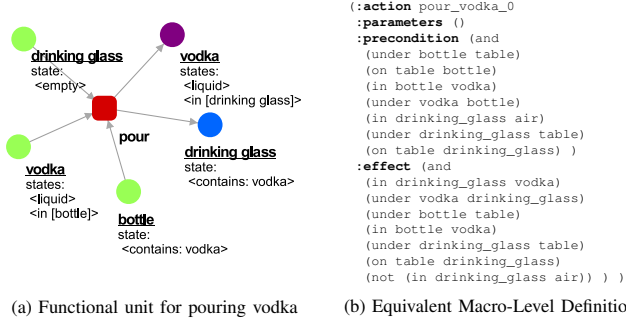 drinking glass
state:
<empty>
vodka
states:
<liquid>
<in [drinking glass]>
pour
drinking glass
state:
<contains: vodka>
vodka
states:
<liquid>
<in [bottle]>
bottle
state:
<contains: vodka>
(a) Functional unit for pouring vodka
(:action pour_vodka_0
:parameters ()
:precondition (and
(under bottle table)
(on table bottle)
(in bottle vodka)
(under vodka bottle)
(in drinking_glass air)
(under drinking_glass table)
(on table drinking_glass) )
:effect (and
(in drinking_glass vodka)
(under vodka drinking_glass)
(under bottle table)
(in bottle vodka)
(under drinking_glass table)
(on table drinking_glass)
(not (in drinking_glass air)) ) )
(b) Equivalent Macro-Level Definitio